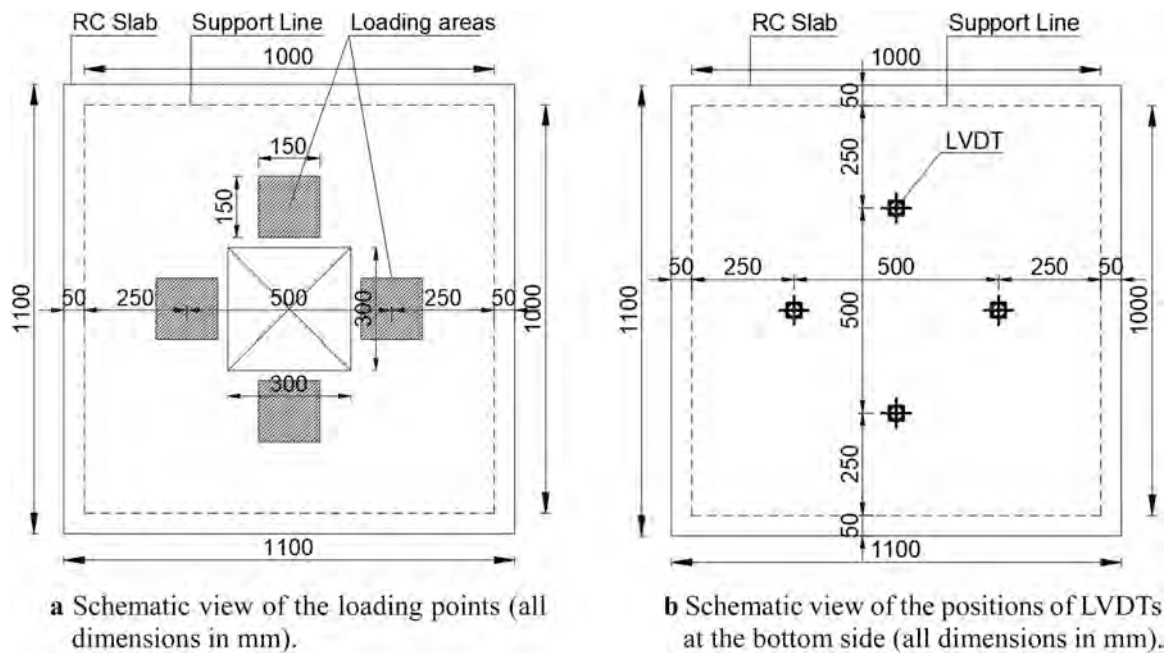 RC Slab Support Line Loading areas
1000
150
150
50 250 500 250 50
300
1100
1000
300
1100
a Schematic view of the loading points (all
dimensions in mm).
RC Slab Support Line
1000
50
LVDT
250
50 250 500 250 50
500
1100
1000
250
50
1100
b Schematic view of the positions of LVDTs
at the bottom side (all dimensions in mm).